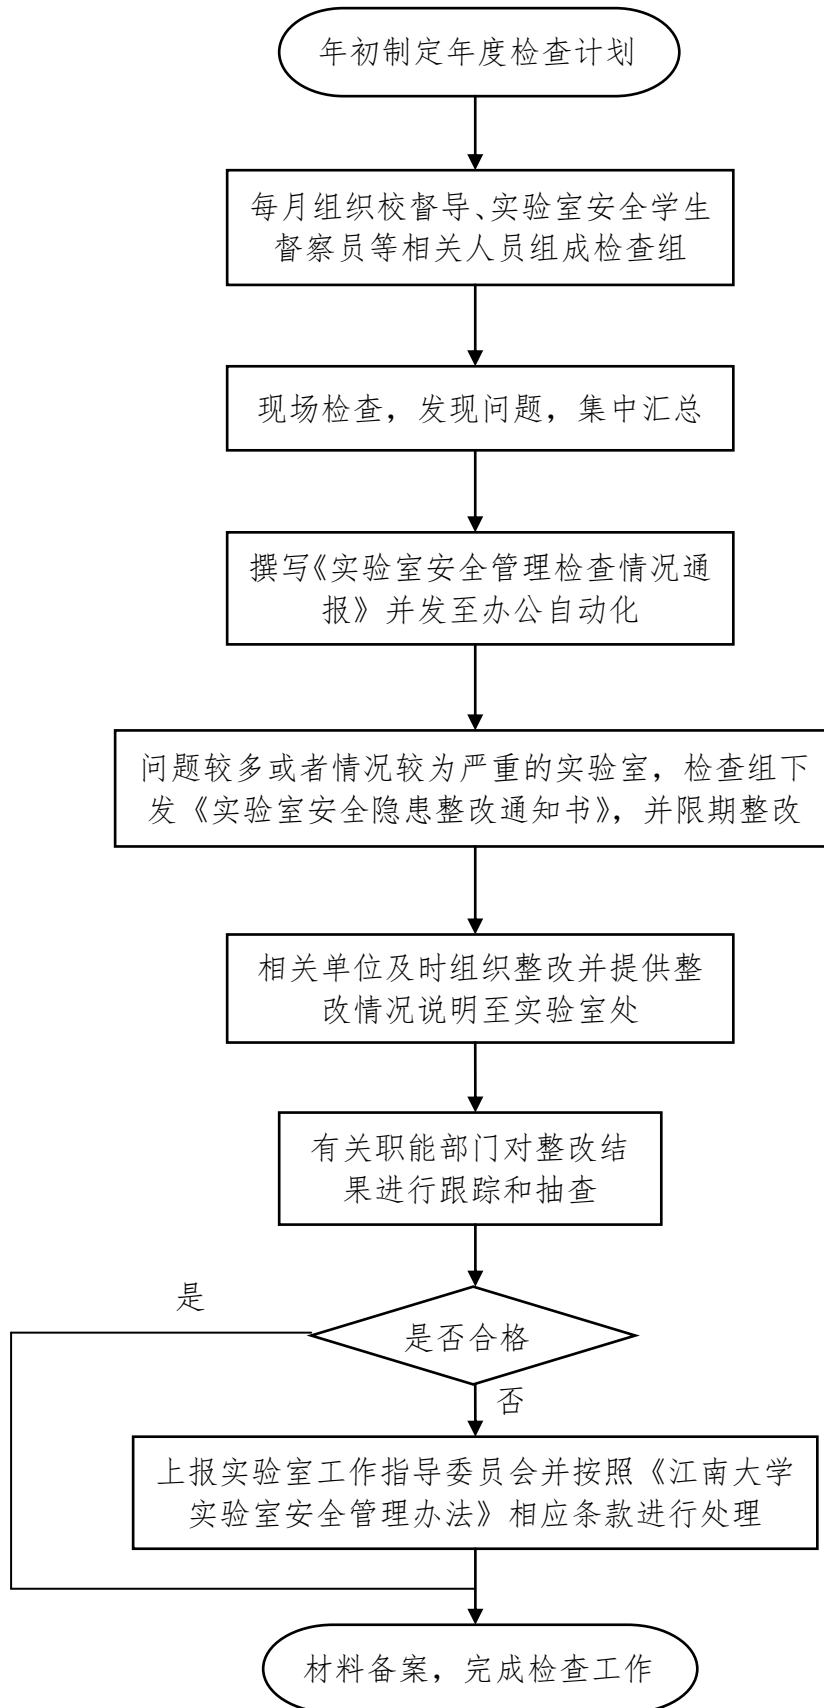 年初制定年度检查计划
每月组织校督导、实验室安全学生
督察员等相关人员组成检查组
现场检查，发现问题，集中汇总
撰写《实验室安全管理检查情况通
报》并发至办公自动化
问题较多或者情况较为严重的实验室，检查组下
发《实验室安全隐患整改通知书》，并限期整改
相关单位及时组织整改并提供整
改情况说明至实验室处
有关职能部门对整改结
果进行跟踪和抽查
是
是否合格
否
上报实验室工作指导委员会并按照《江南大学
实验室安全管理办法》相应条款进行处理
材料备案，完成检查工作